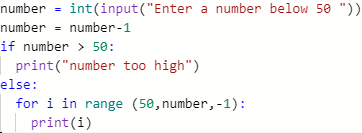 number = int(input("Enter a number below 50 "))
number = number-1
if number > 50:
  print("number too high")
else:
  for i in range (50,number,-1):
    print(i)